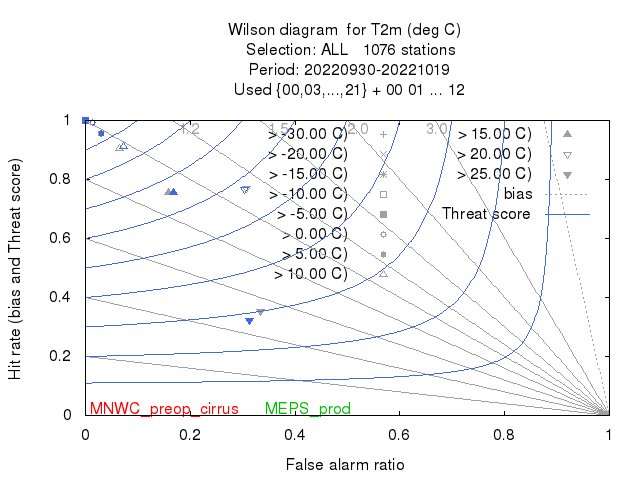 Wilson diagram for T2m (deg C)
Selection: ALL 1076 stations
Period: 20220930-20221019
Used {00,03,...,21} + 00 01 ... 12
Hit rate (bias and Threat score)
1
0.8
0.6
0.4
0.2
0
1.2
1.5
2.0
3.0
> -30.00 C)
> -20.00 C)
> -15.00 C)
> -10.00 C)
> -5.00 C)
> 0.00 C)
> 5.00 C)
> 10.00 C)
> 15.00 C)
> 20.00 C)
> 25.00 C)
bias
Threat score
MNWC_preop_cirrus MEPS_prod
0 0.2 0.4 0.6 0.8 1
False alarm ratio